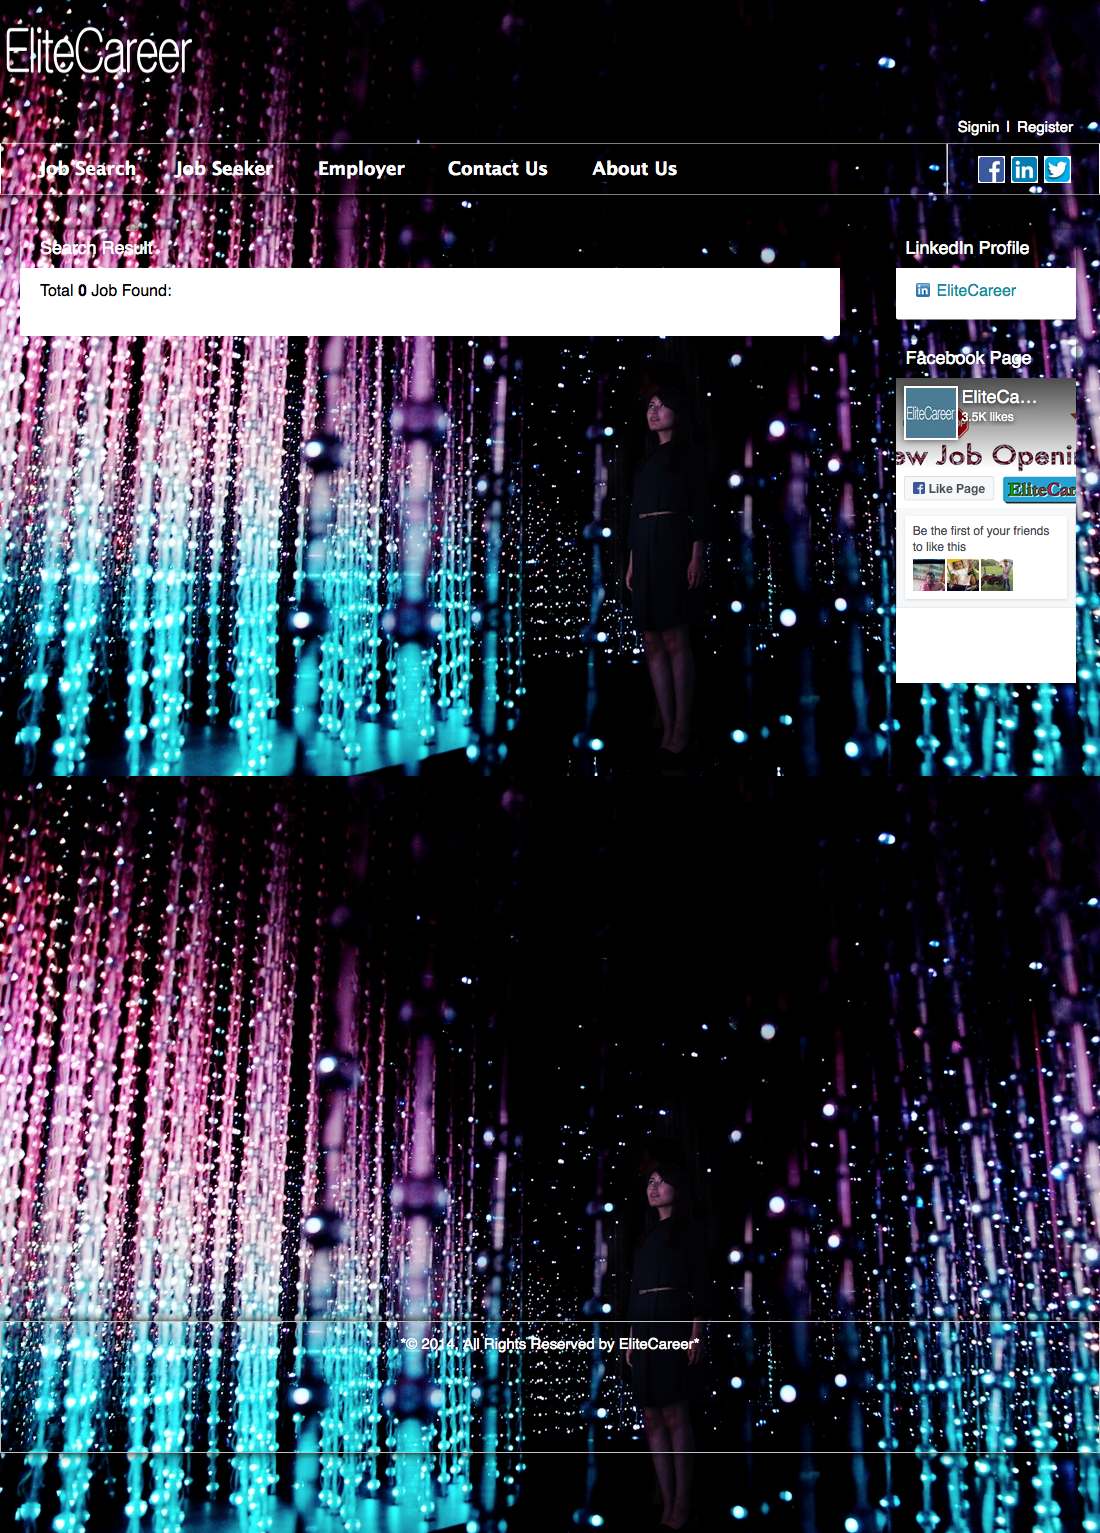 EliteCareer
Signin | Register
Job Search Job Seeker Employer Contact Us About Us
Search Result
Total 0 Job Found:
LinkedIn Profile
EliteCareer
Facebook Page
EliteCa...
EliteCareer
3.5K likes
ew Job Openi
Like Page
EliteCar
Be the first of your friends
to like this
*© 2014, All Rights Reserved by EliteCareer*